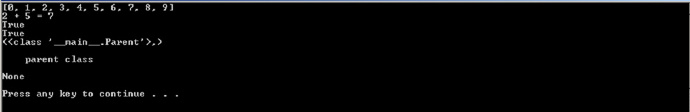 [0, 1, 2, 3, 4, 5, 6, 7, 8, 9]
2 + 5 = 7
True
True
(<class '__main__.Parent'>,)
parent class
None
Press any key to continue . . .